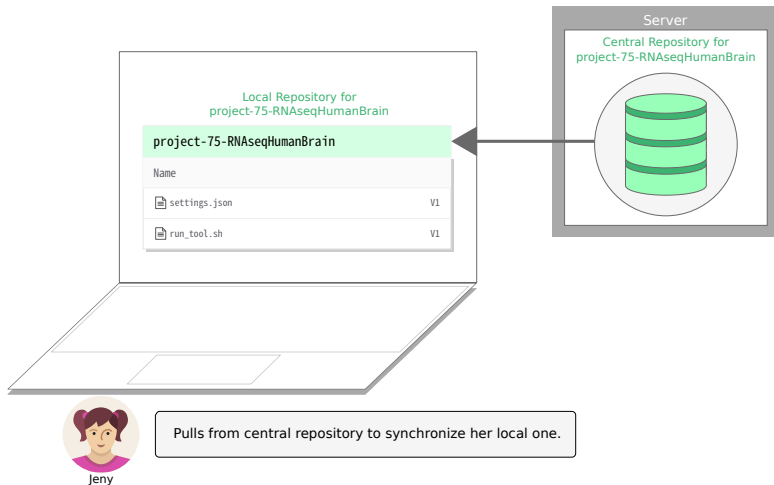 Server
Central Repository for
project-75-RNAseqHumanBrain
Local Repository for
project-75-RNAseqHumanBrain
project-75-RNAseqHumanBrain
Name
settings.json V1
run_tool.sh V1
Pulls from central repository to synchronize her local one.
Jeny